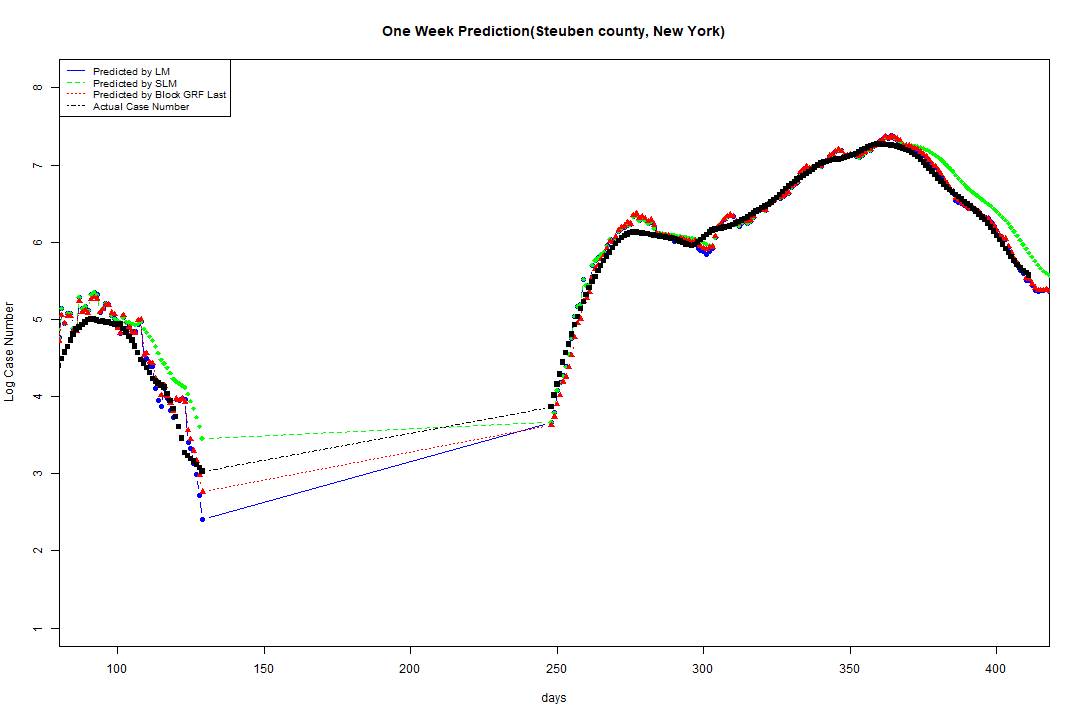 One Week Prediction(Steuben county, New York)
Predicted by LM
Predicted by SLM
Predicted by Block GRF Last
Actual Case Number
8
7
6
5
4
3
2
1
Log Case Number
100 150 200 250 300 350 400
days